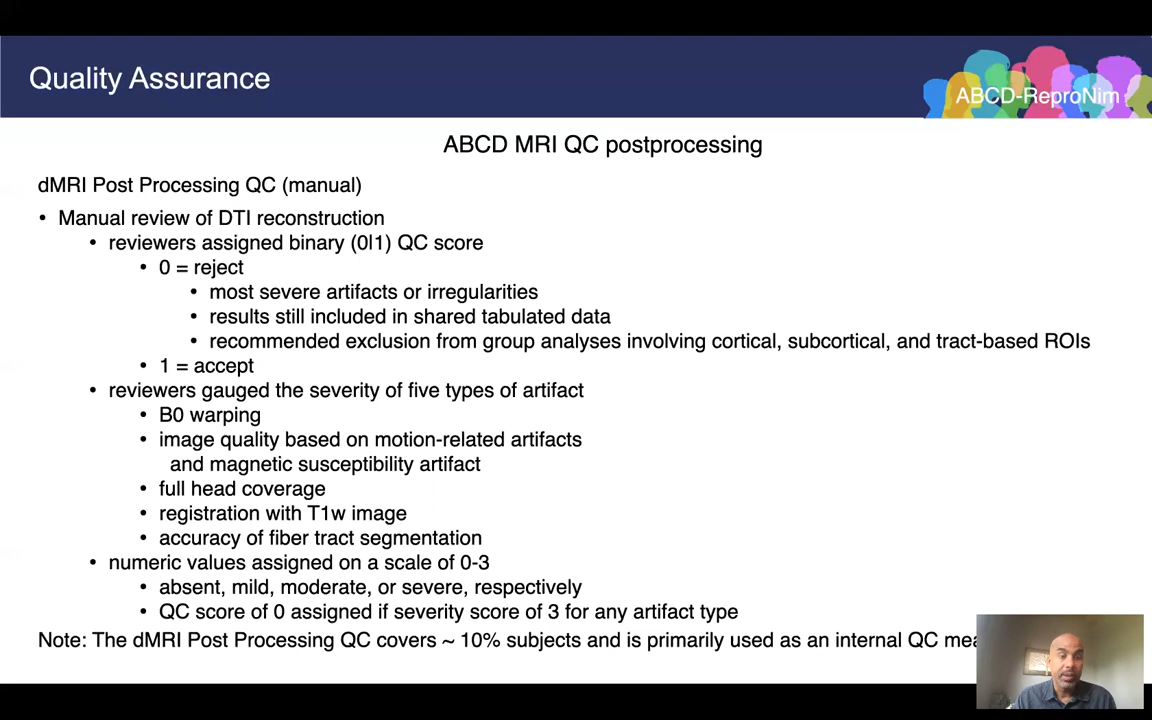 Quality Assurance
ABCD-ReproNim
ABCD MRI QC postprocessing
dMRI Post Processing QC (manual)
• Manual review of DTI reconstruction
• reviewers assigned binary (0|1) QC score
• 0 = reject
• most severe artifacts or irregularities
• results still included in shared tabulated data
• recommended exclusion from group analyses involving cortical, subcortical, and tract-based ROIs
• 1 = accept
• reviewers gauged the severity of five types of artifact
• B0 warping
• image quality based on motion-related artifacts
and magnetic susceptibility artifact
• full head coverage
• registration with T1w image
• accuracy of fiber tract segmentation
• numeric values assigned on a scale of 0-3
• absent, mild, moderate, or severe, respectively
• QC score of 0 assigned if severity score of 3 for any artifact type
Note: The dMRI Post Processing QC covers ~ 10% subjects and is primarily used as an internal QC